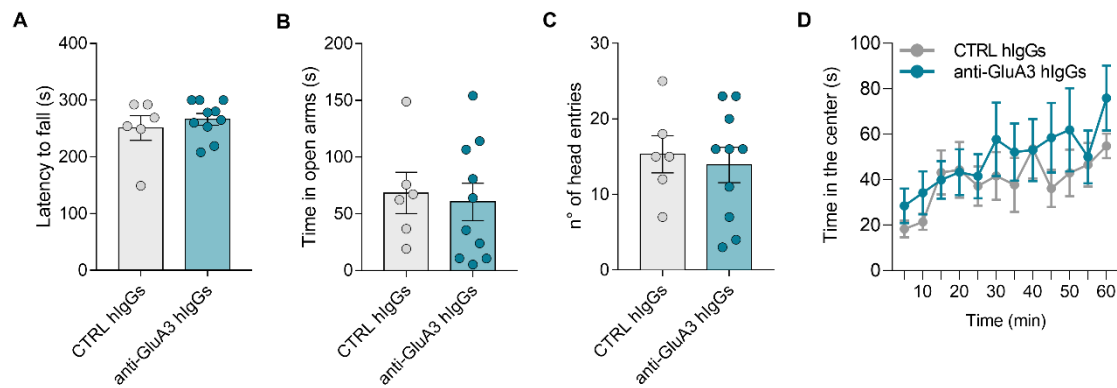 A
Latency to fall (s)
400
300
200
100
0
CTRL hIgGs
anti-GluA3 hIgGs
B
Time in open arms (s)
200
150
100
50
0
CTRL hIgGs
anti-GluA3 hIgGs
C
n° of head entries
30
20
10
0
CTRL hIgGs
anti-GluA3 hIgGs
D
CTRL hIgGs
anti-GluA3 hIgGs
Time in the center (s)
100
80
60
40
20
0
10 20 30 40 50 60
Time (min)